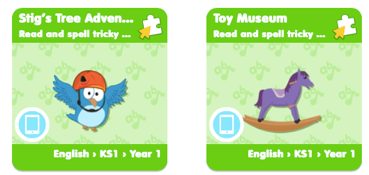 Stig's Tree Adven...
Read and spell tricky ...
English › KS1 › Year 1
Toy Museum
Read and spell tricky ...
English › KS1 › Year 1